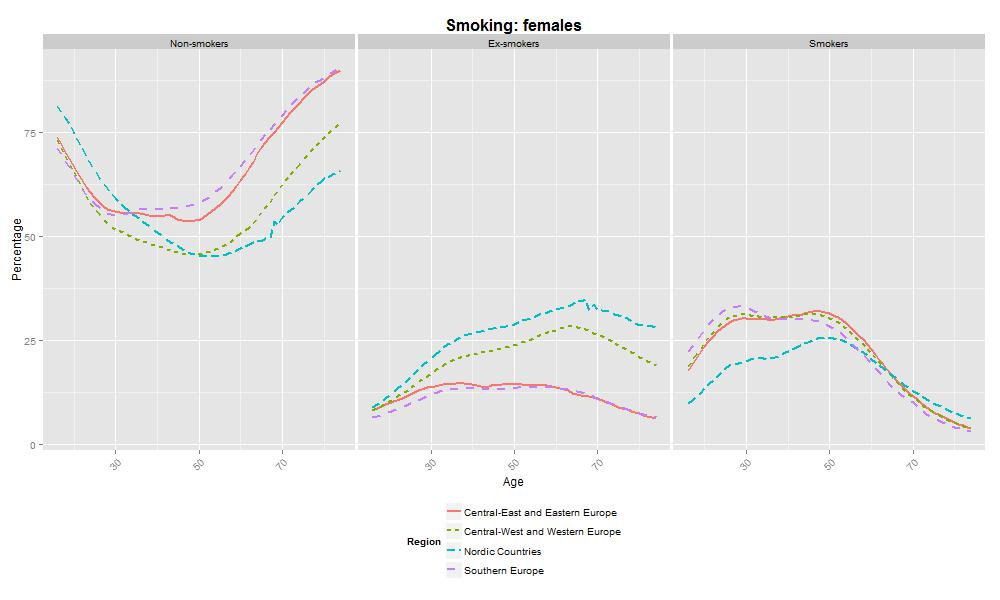 Smoking: females
Non-smokers Ex-smokers Smokers
75
50
25
0
Percentage
30 50 70 30 50 70 30 50 70
Age
Region
Central-East and Eastern Europe
Central-West and Western Europe
Nordic Countries
Southern Europe